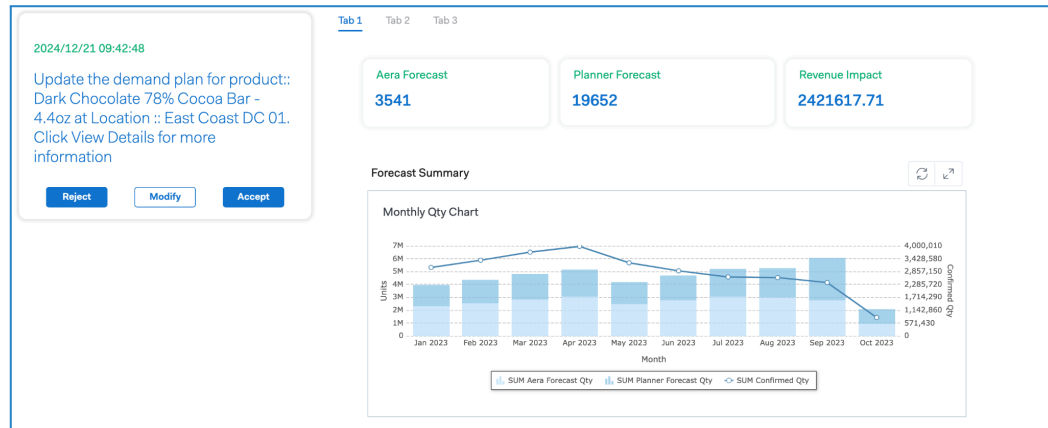 2024/12/21 09:42:48
Update the demand plan for product::
Dark Chocolate 78% Cocoa Bar -
4.4oz at Location :: East Coast DC 01.
Click View Details for more
information
Reject
Modify
Accept
Tab 1
Tab 2
Tab 3
Aera Forecast
3541
Planner Forecast
19652
Revenue Impact
2421617.71
Forecast Summary
Monthly Qty Chart
7M
6M
5M
4M
3M
2M
1M
0
Units
4,000,010
3,428,580
2,857,150
2,285,720
1,714,290
1,142,860
571,430
0
Confirmed Qty
Jan 2023
Feb 2023
Mar 2023
Apr 2023
May 2023
Jun 2023
Jul 2023
Aug 2023
Sep 2023
Oct 2023
Month
SUM Aera Forecast Qty
SUM Planner Forecast Qty
SUM Confirmed Qty